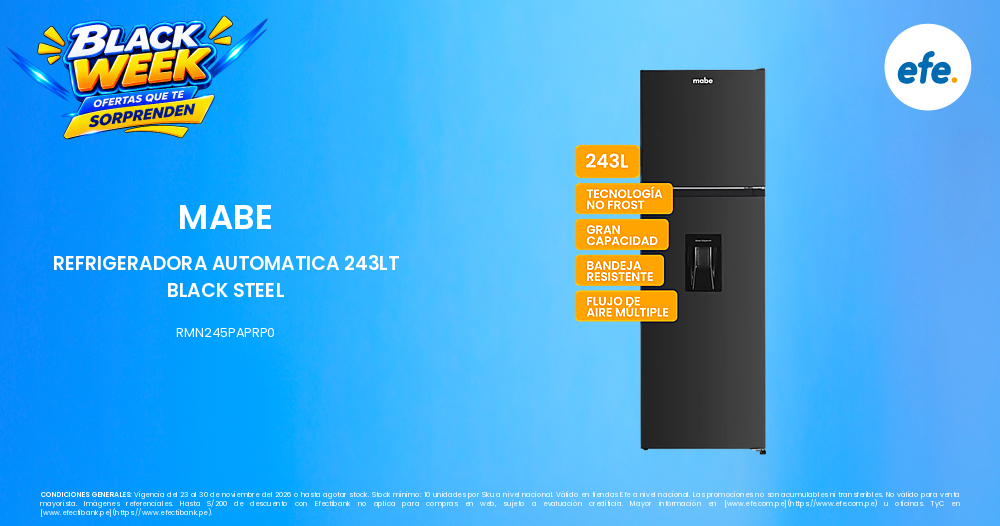 BLACK
WEEK
OFERTAS QUE TE
SORPRENDEN
efe.
mabe
243L
TECNOLOGÍA
NO FROST
GRAN
CAPACIDAD
BANDEJA
RESISTENTE
FLUJO DE
AIRE MÚLTIPLE
MABE
REFRIGERADORA AUTOMATICA 243LT
BLACK STEEL
RMN245PAPRP0
CONDICIONES GENERALES: Vigencia del 23 al 30 de noviembre del 2026 o hasta agotar stock. Stock mínimo: 10 unidades por Sku a nivel nacional. Válido en tiendas Efe a nivel nacional. Las promociones no son acumulables ni transferibles. No válido para venta
mayorista. Imágenes referenciales. Hasta S/200 de descuento con Efectibank no aplica para compras en web, sujeto a evaluación crediticia. Mayor información en [www.efe.com.pe](https://www.efe.com.pe) u oficinas. TyC en
[www.efectibank.pe](https://www.efectibank.pe).